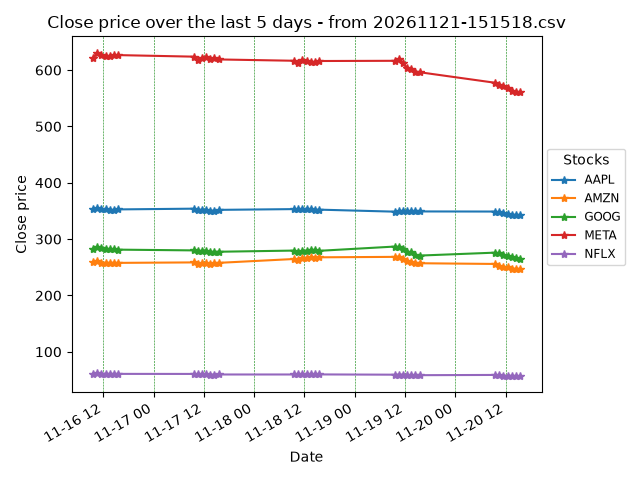 Close price over the last 5 days - from 20261121-151518.csv
Close price
600
500
400
300
200
100
11-16 12
11-17 00
11-17 12
11-18 00
11-18 12
11-19 00
11-19 12
11-20 00
11-20 12
Date
Stocks
AAPL
AMZN
GOOG
META
NFLX